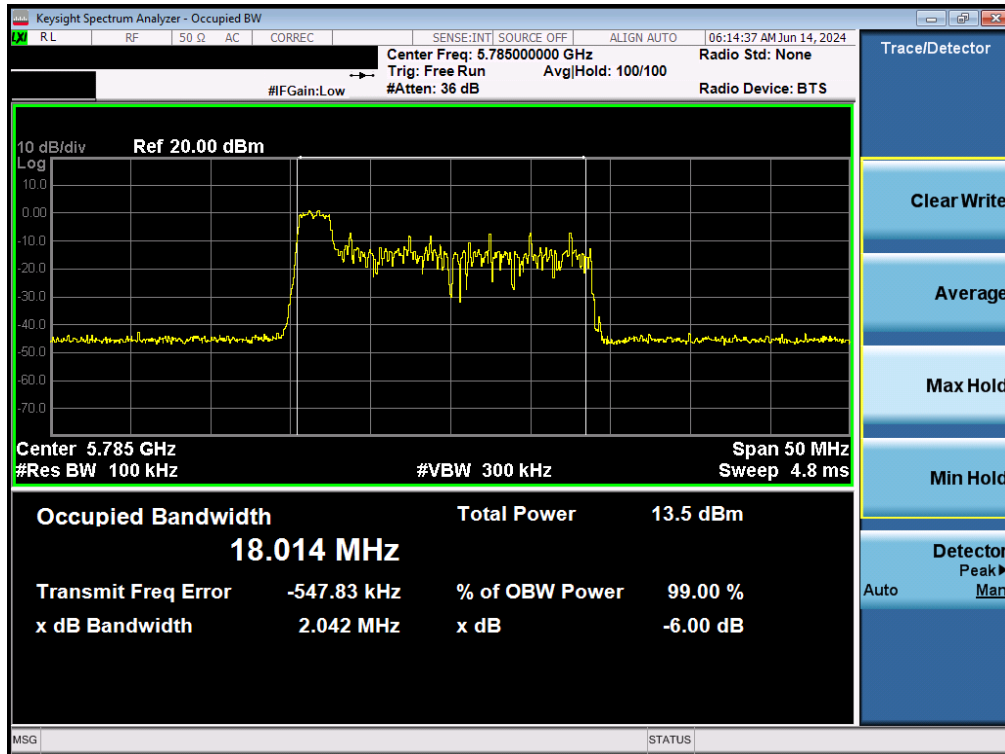 Keysight Spectrum Analyzer - Occupied BW
LXI RL RF 50 Ω AC CORREC SENSE:INT SOURCE OFF ALIGN AUTO 06:14:37 AM Jun 14, 2024
Center Freq: 5.785000000 GHz Radio Std: None
Trig: Free Run Avg|Hold: 100/100
#IFGain:Low #Atten: 36 dB Radio Device: BTS
10 dB/div Ref 20.00 dBm
Log
10.0
0.00
-10.0
-20.0
-30.0
-40.0
-50.0
-60.0
-70.0
Center 5.785 GHz Span 50 MHz
#Res BW 100 kHz #VBW 300 kHz Sweep 4.8 ms
Occupied Bandwidth Total Power 13.5 dBm
18.014 MHz
Transmit Freq Error -547.83 kHz % of OBW Power 99.00 %
x dB Bandwidth 2.042 MHz x dB -6.00 dB
MSG STATUS
Trace/Detector
Clear Write
Average
Max Hold
Min Hold
Detector
Peak▶
Auto Man